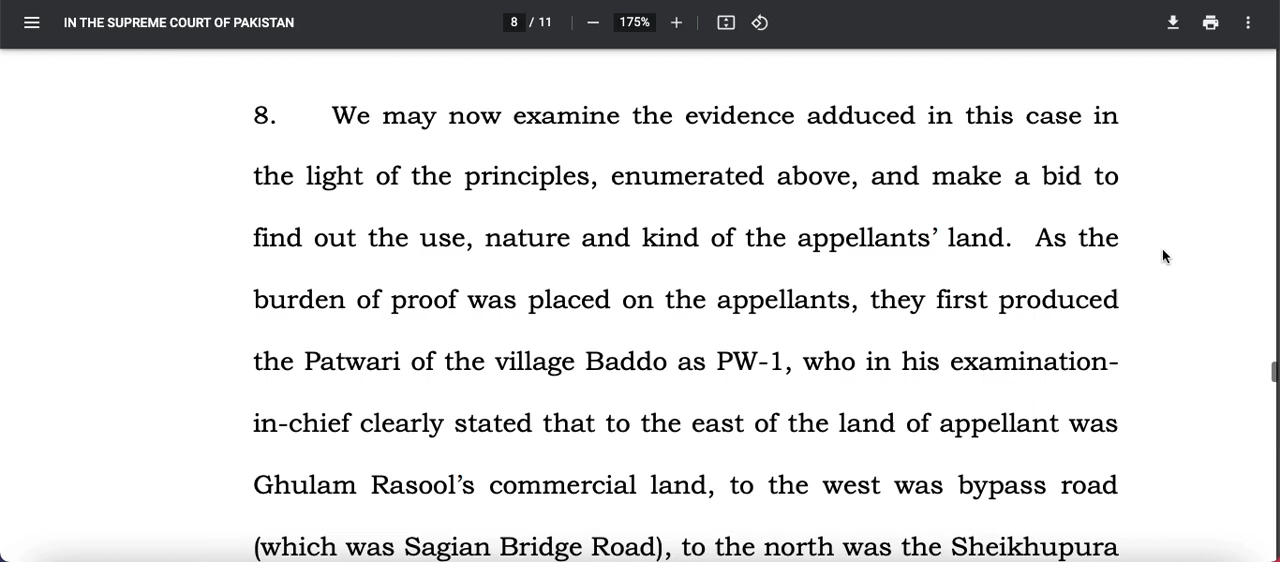 IN THE SUPREME COURT OF PAKISTAN
8 / 11
175%
8. We may now examine the evidence adduced in this case in
the light of the principles, enumerated above, and make a bid to
find out the use, nature and kind of the appellants’ land. As the
burden of proof was placed on the appellants, they first produced
the Patwari of the village Baddo as PW-1, who in his examination-
in-chief clearly stated that to the east of the land of appellant was
Ghulam Rasool’s commercial land, to the west was bypass road
(which was Sagian Bridge Road), to the north was the Sheikhupura